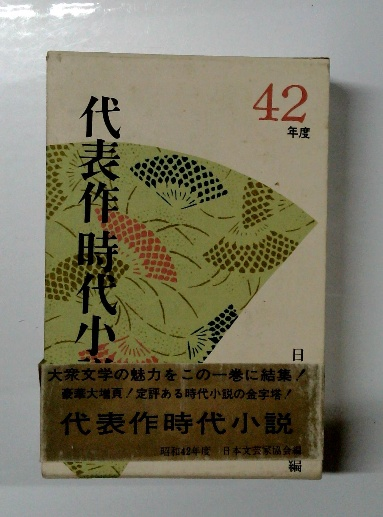 42
年度
代表作時代小
日
編
大衆文学の魅力をこの一巻に結集!
豪華大増頁!定評ある時代小説の金字塔!
代表作時代小説
昭和42年度 日本文芸家協会編